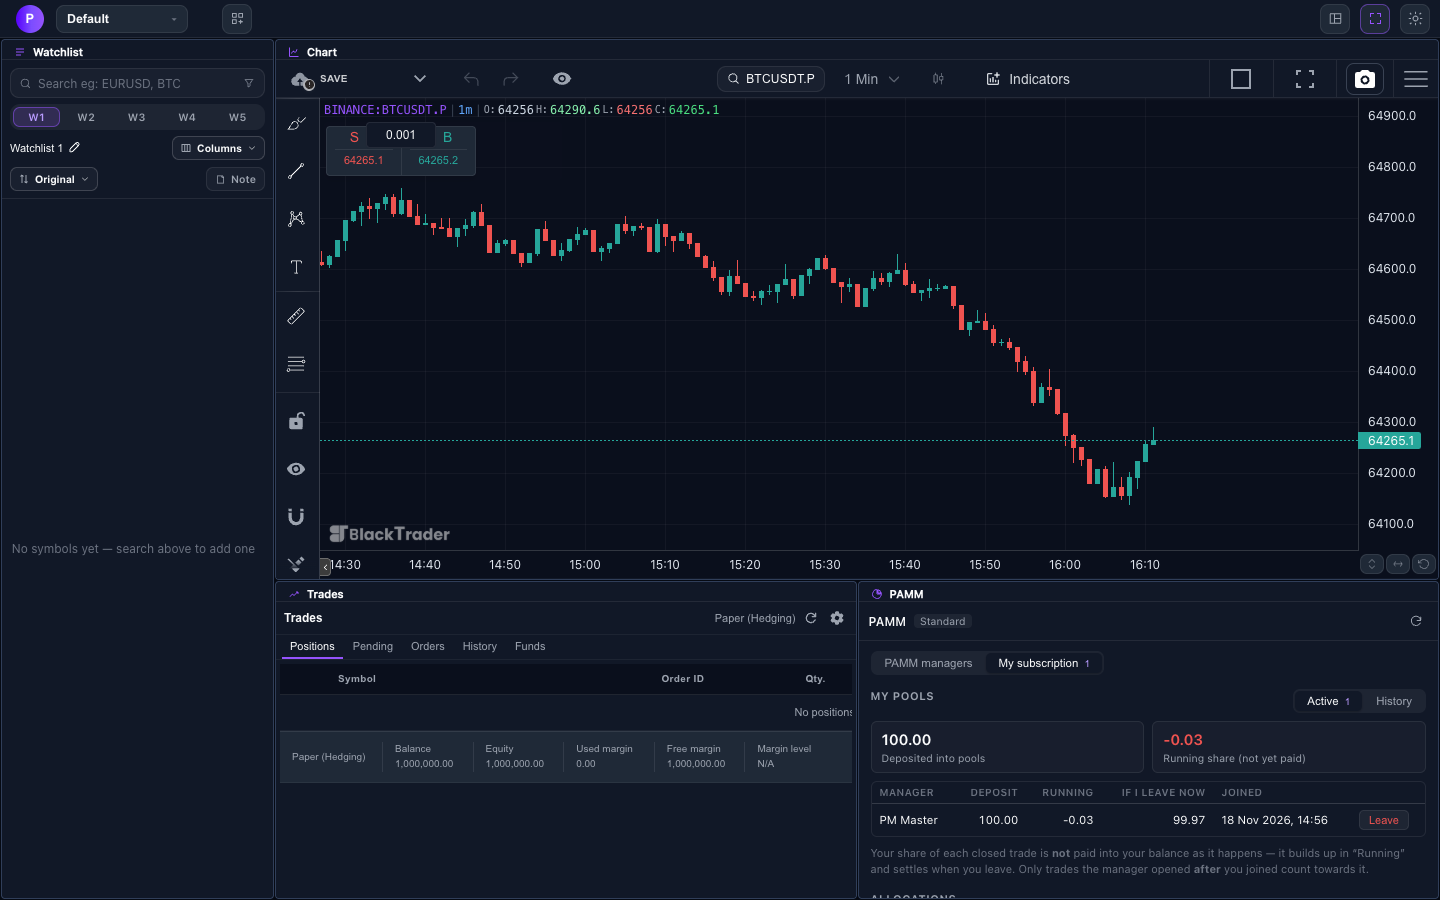 P
Default
Watchlist
Search eg: EURUSD, BTC
W1 W2 W3 W4 W5
Watchlist 1
Columns
Original
Note
No symbols yet — search above to add one
Chart
SAVE
BTCUSDT.P
1 Min
Indicators
BINANCE:BTCUSDT.P 1m O: 64256 H: 64290.6 L: 64256 C: 64265.1
S 0.001 B
64265.1 64265.2
64900.0
64800.0
64700.0
64600.0
64500.0
64400.0
64300.0
64265.1
64200.0
64100.0
BlackTrader
14:30 14:40 14:50 15:00 15:10 15:20 15:30 15:40 15:50 16:00 16:10
Trades
Trades
Paper (Hedging)
Positions Pending Orders History Funds
Symbol Order ID Qty.
No positions
Paper (Hedging)
Balance Equity Used margin Free margin Margin level
1,000,000.00 1,000,000.00 0.00 1,000,000.00 N/A
PAMM
PAMM Standard
PAMM managers My subscription 1
MY POOLS
Active 1 History
100.00
Deposited into pools
-0.03
Running share (not yet paid)
MANAGER DEPOSIT RUNNING IF I LEAVE NOW JOINED
PM Master 100.00 -0.03 99.97 18 Nov 2026, 14:56 Leave
Your share of each closed trade is not paid into your balance as it happens — it builds up in “Running”
and settles when you leave. Only trades the manager opened after you joined count towards it.
ALLOCATIONS